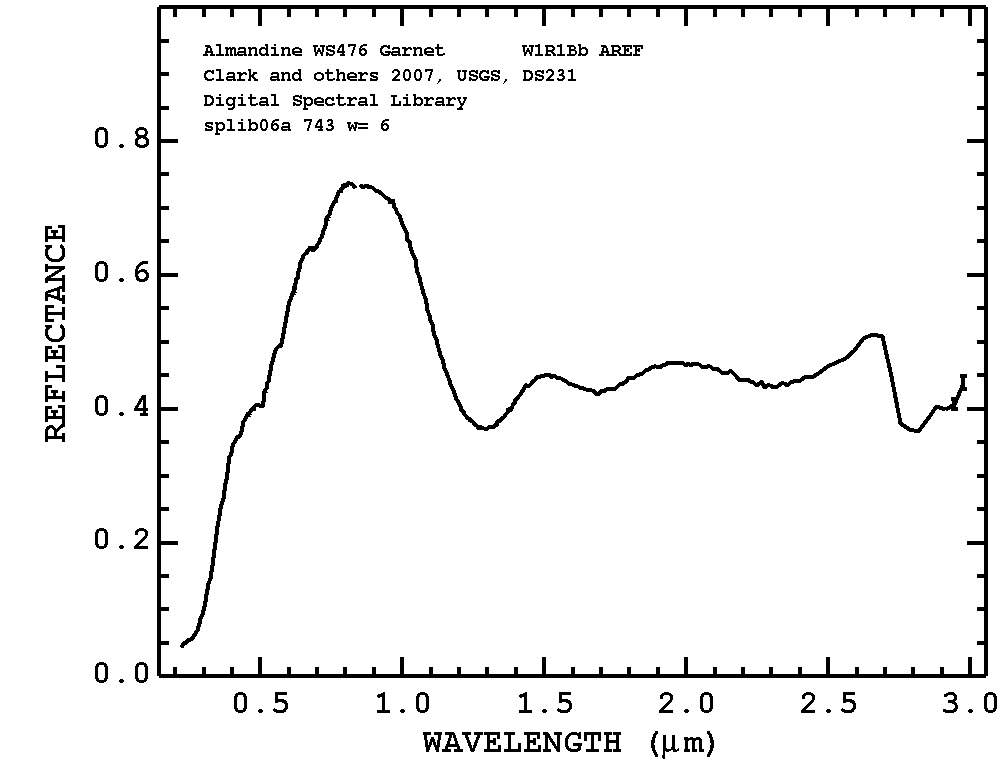 Almandine WS476 Garnet W1R1Bb AREF
Clark and others 2007, USGS, DS231
Digital Spectral Library
splib06a 743 w= 6
REFLECTANCE
0.8
0.6
0.4
0.2
0.0
0.5 1.0 1.5 2.0 2.5 3.0
WAVELENGTH (μm)